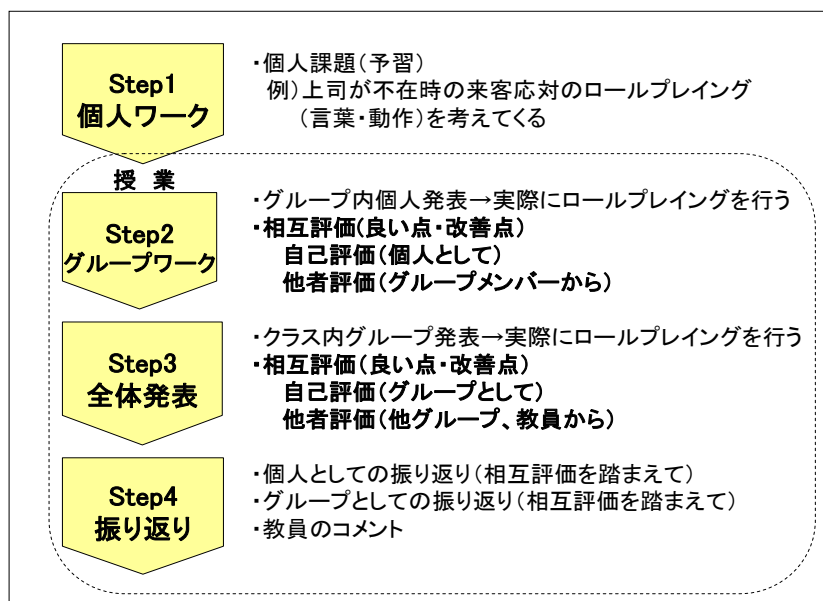 Step1
個人ワーク
・個人課題（予習）
例）上司が不在時の来客応対のロールプレイング
（言葉・動作）を考えてくる
授 業
Step2
グループワーク
・グループ内個人発表→実際にロールプレイングを行う
・相互評価（良い点・改善点）
自己評価（個人として）
他者評価（グループメンバーから）
Step3
全体発表
・クラス内グループ発表→実際にロールプレイングを行う
・相互評価（良い点・改善点）
自己評価（グループとして）
他者評価（他グループ、教員から）
Step4
振り返り
・個人としての振り返り（相互評価を踏まえて）
・グループとしての振り返り（相互評価を踏まえて）
・教員のコメント